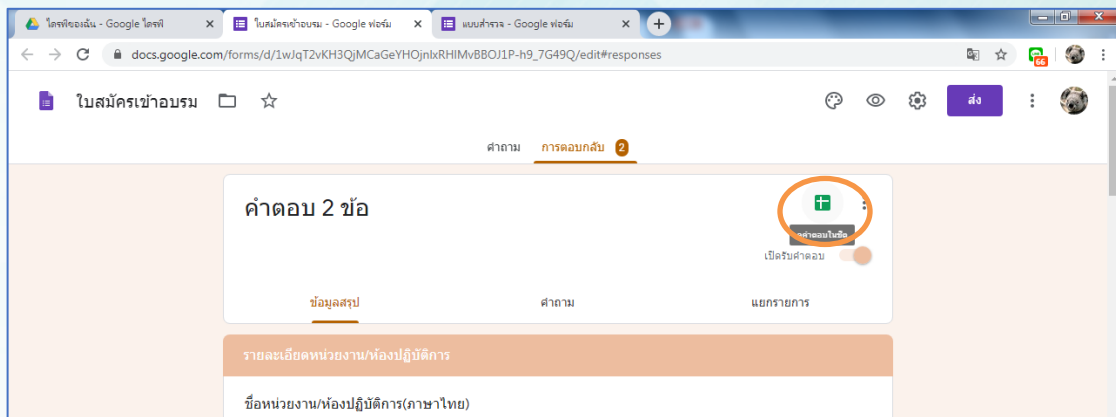 ไดรฟ์ของฉัน - Google ไดรฟ์
ใบสมัครเข้าอบรม - Google ฟอร์ม
แบบสำรวจ - Google ฟอร์ม
docs.google.com/forms/d/1wJqT2vKH3QjMCaGeYHOjnIxRHIMvBBOJ1P-h9_7G49Q/edit#responses
66
ใบสมัครเข้าอบรม
ส่ง
คำถาม
การตอบกลับ 2
คำตอบ 2 ข้อ
เปิดรับคำตอบ
ข้อมูลสรุป
คำถาม
แยกรายการ
รายละเอียดหน่วยงาน/ห้องปฏิบัติการ
ชื่อหน่วยงาน/ห้องปฏิบัติการ(ภาษาไทย)